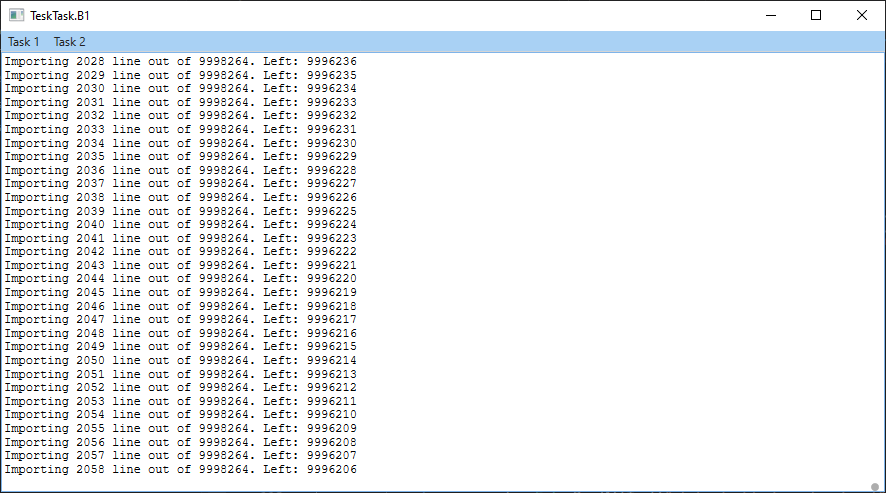 TeskTask.B1
Task 1 Task 2
Importing 2028 line out of 9998264. Left: 9996236
Importing 2029 line out of 9998264. Left: 9996235
Importing 2030 line out of 9998264. Left: 9996234
Importing 2031 line out of 9998264. Left: 9996233
Importing 2032 line out of 9998264. Left: 9996232
Importing 2033 line out of 9998264. Left: 9996231
Importing 2034 line out of 9998264. Left: 9996230
Importing 2035 line out of 9998264. Left: 9996229
Importing 2036 line out of 9998264. Left: 9996228
Importing 2037 line out of 9998264. Left: 9996227
Importing 2038 line out of 9998264. Left: 9996226
Importing 2039 line out of 9998264. Left: 9996225
Importing 2040 line out of 9998264. Left: 9996224
Importing 2041 line out of 9998264. Left: 9996223
Importing 2042 line out of 9998264. Left: 9996222
Importing 2043 line out of 9998264. Left: 9996221
Importing 2044 line out of 9998264. Left: 9996220
Importing 2045 line out of 9998264. Left: 9996219
Importing 2046 line out of 9998264. Left: 9996218
Importing 2047 line out of 9998264. Left: 9996217
Importing 2048 line out of 9998264. Left: 9996216
Importing 2049 line out of 9998264. Left: 9996215
Importing 2050 line out of 9998264. Left: 9996214
Importing 2051 line out of 9998264. Left: 9996213
Importing 2052 line out of 9998264. Left: 9996212
Importing 2053 line out of 9998264. Left: 9996211
Importing 2054 line out of 9998264. Left: 9996210
Importing 2055 line out of 9998264. Left: 9996209
Importing 2056 line out of 9998264. Left: 9996208
Importing 2057 line out of 9998264. Left: 9996207
Importing 2058 line out of 9998264. Left: 9996206